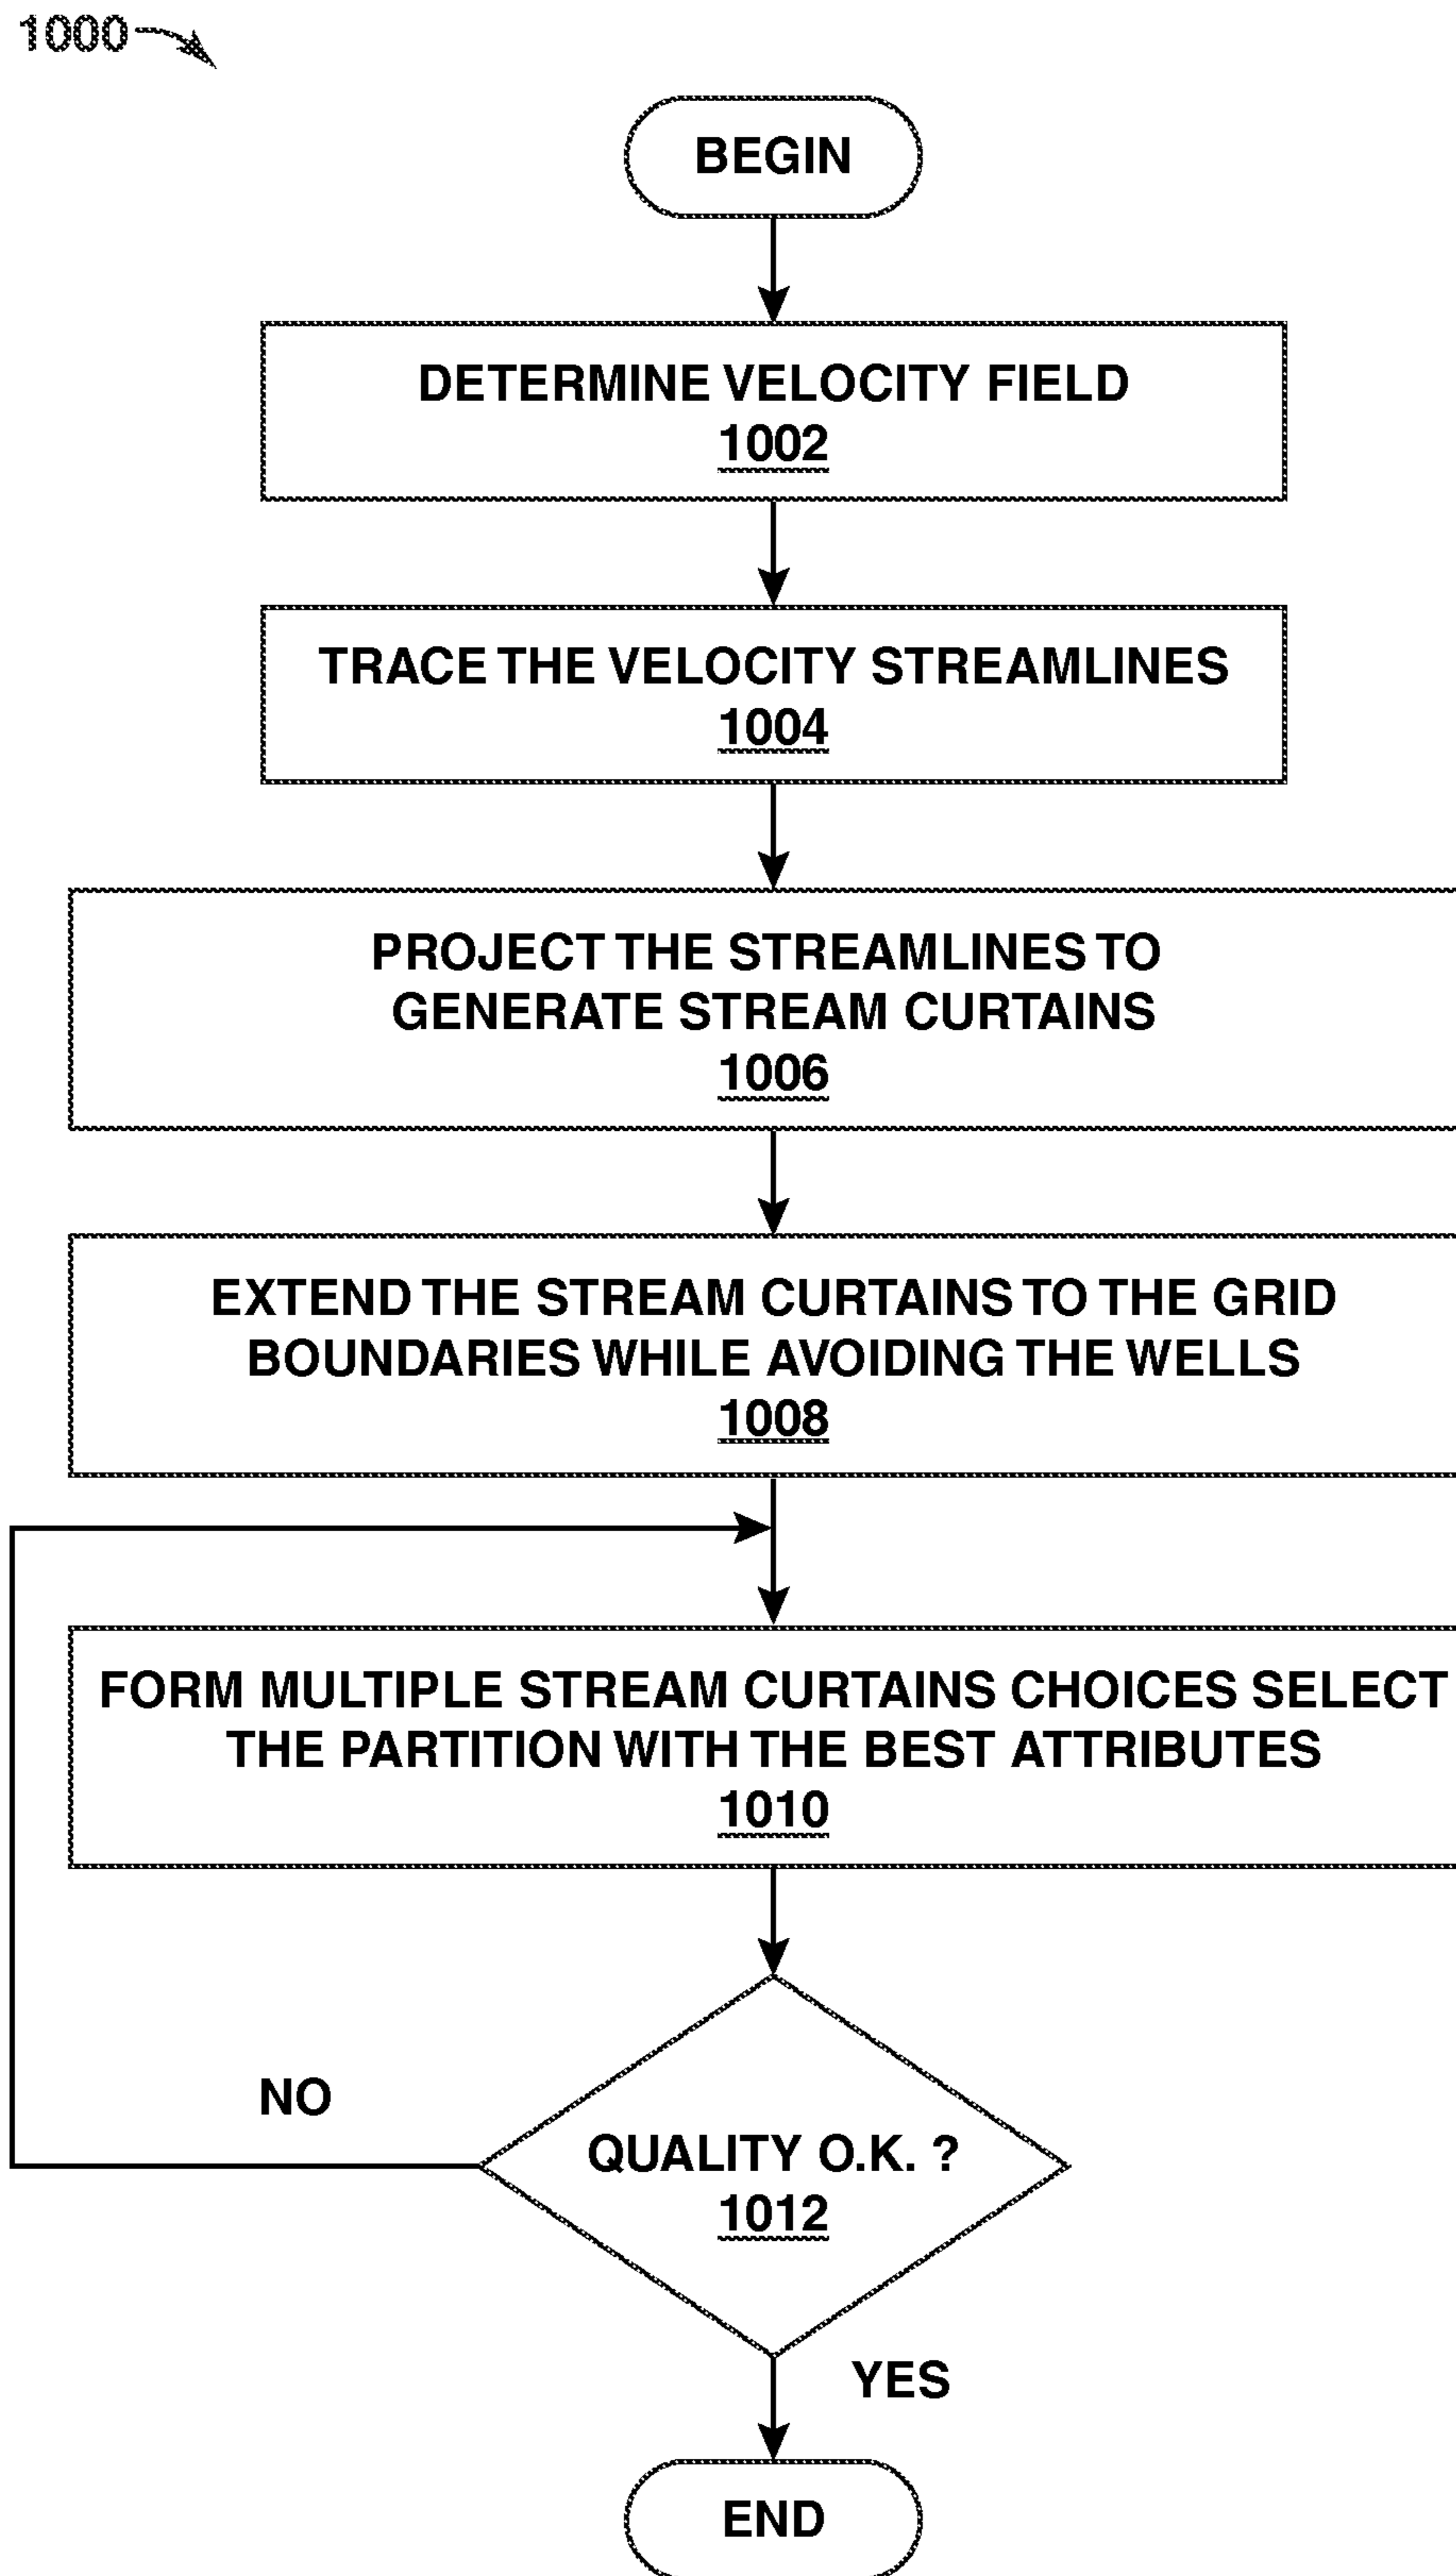 1000
BEGIN
DETERMINE VELOCITY FIELD
1002
TRACE THE VELOCITY STREAMLINES
1004
PROJECT THE STREAMLINES TO
GENERATE STREAM CURTAINS
1006
EXTEND THE STREAM CURTAINS TO THE GRID
BOUNDARIES WHILE AVOIDING THE WELLS
1008
FORM MULTIPLE STREAM CURTAINS CHOICES SELECT
THE PARTITION WITH THE BEST ATTRIBUTES
1010
NO
QUALITY O.K. ?
1012
YES
END